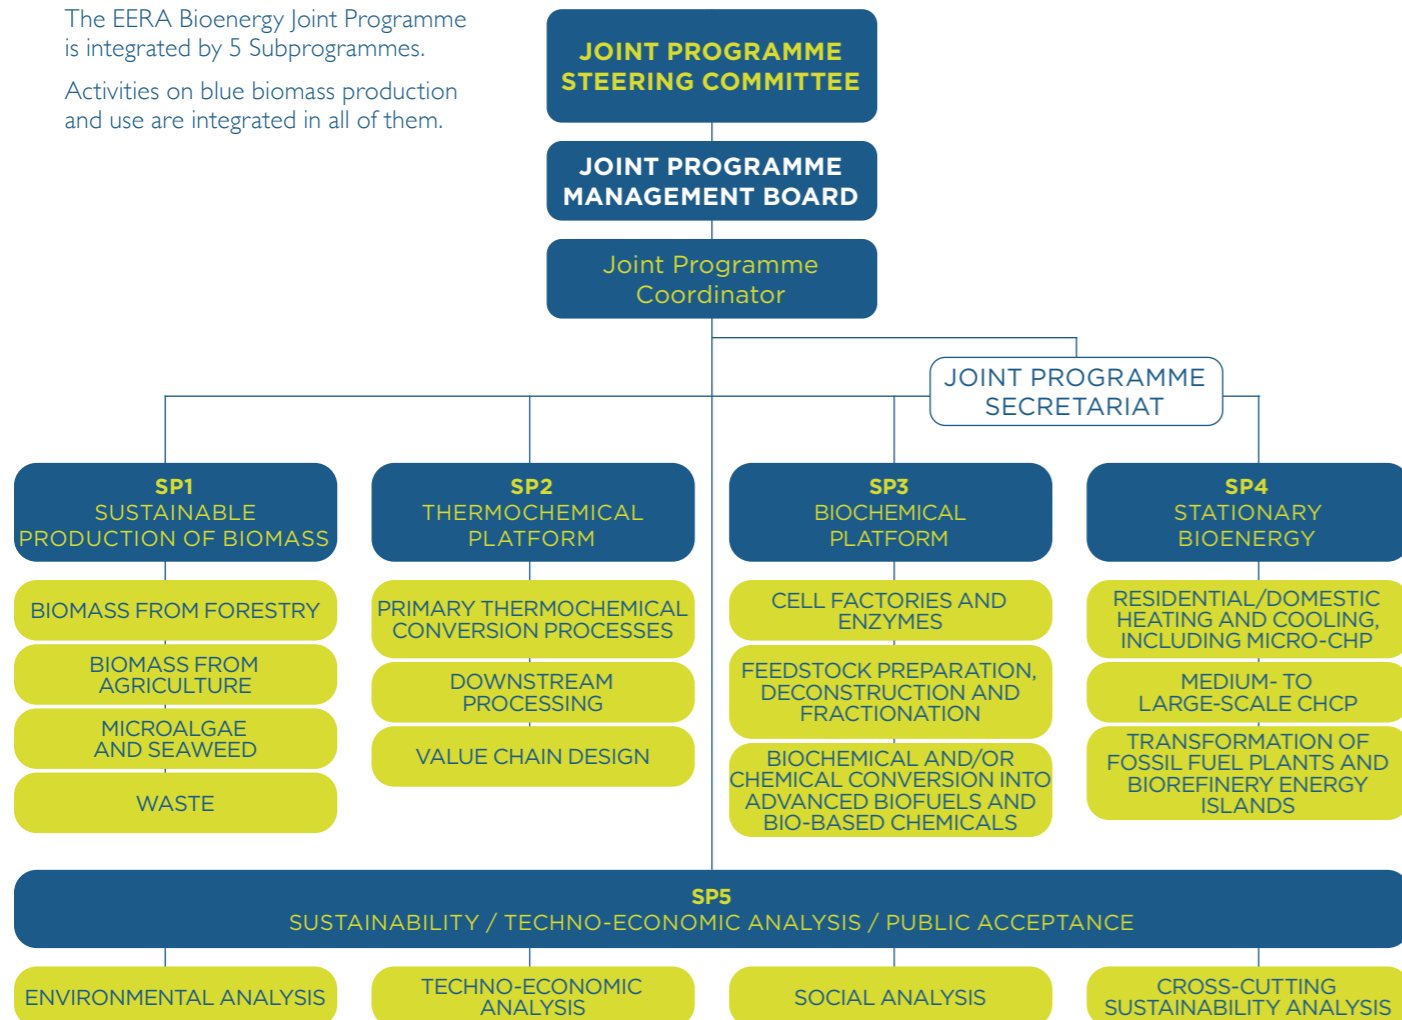 The EERA Bioenergy Joint Programme
is integrated by 5 Subprogrammes.
Activities on blue biomass production
and use are integrated in all of them.
JOINT PROGRAMME
STEERING COMMITTEE
JOINT PROGRAMME
MANAGEMENT BOARD
Joint Programme
Coordinator
JOINT PROGRAMME
SECRETARIAT
SP1
SUSTAINABLE
PRODUCTION OF BIOMASS
BIOMASS FROM FORESTRY
BIOMASS FROM
AGRICULTURE
MICROALGAE
AND SEAWEED
WASTE
SP2
THERMOCHEMICAL
PLATFORM
PRIMARY THERMOCHEMICAL
CONVERSION PROCESSES
DOWNSTREAM
PROCESSING
VALUE CHAIN DESIGN
SP3
BIOCHEMICAL
PLATFORM
CELL FACTORIES AND
ENZYMES
FEEDSTOCK PREPARATION,
DECONSTRUCTION AND
FRACTIONATION
BIOCHEMICAL AND/OR
CHEMICAL CONVERSION INTO
ADVANCED BIOFUELS AND
BIO-BASED CHEMICALS
SP4
STATIONARY
BIOENERGY
RESIDENTIAL/DOMESTIC
HEATING AND COOLING,
INCLUDING MICRO-CHP
MEDIUM- TO
LARGE-SCALE CHCP
TRANSFORMATION OF
FOSSIL FUEL PLANTS AND
BIOREFINERY ENERGY
ISLANDS
SP5
SUSTAINABILITY / TECHNO-ECONOMIC ANALYSIS / PUBLIC ACCEPTANCE
ENVIRONMENTAL ANALYSIS
TECHNO-ECONOMIC
ANALYSIS
SOCIAL ANALYSIS
CROSS-CUTTING
SUSTAINABILITY ANALYSIS